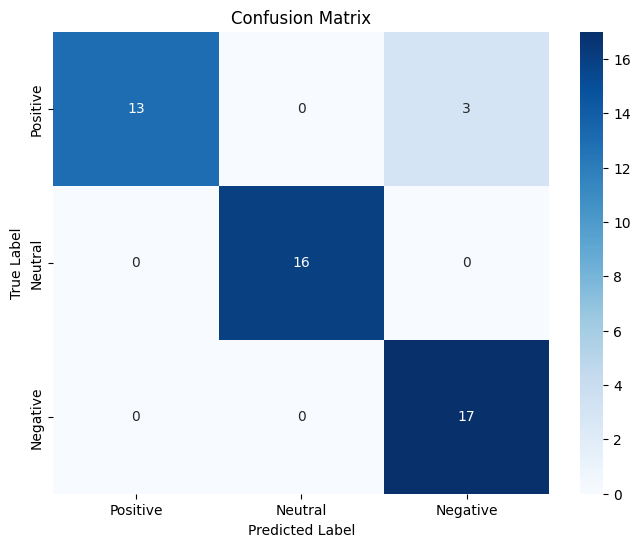 Confusion Matrix
True Label
Positive
Neutral
Negative
13 0 3
0 16 0
0 0 17
Positive Neutral Negative
Predicted Label
16
14
12
10
8
6
4
2
0